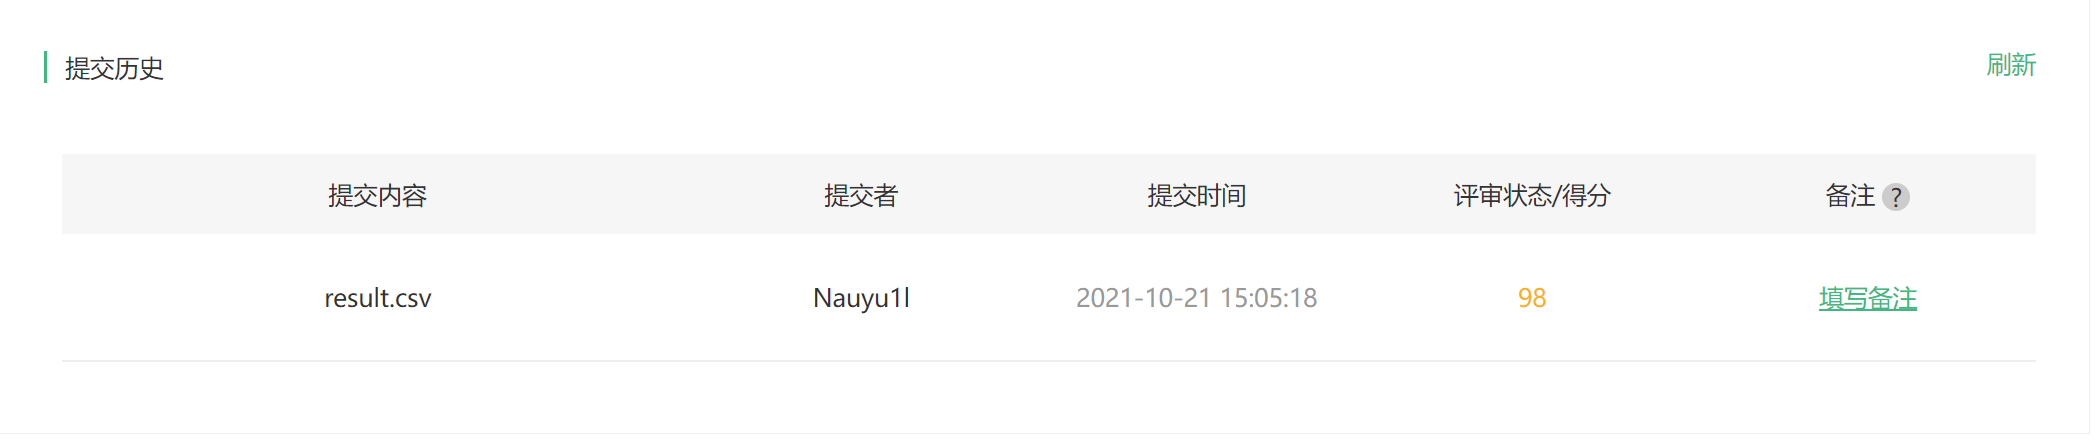 提交历史
刷新
提交内容 提交者 提交时间 评审状态/得分 备注 ?
result.csv Nauyu1l 2021-10-21 15:05:18 98 填写备注